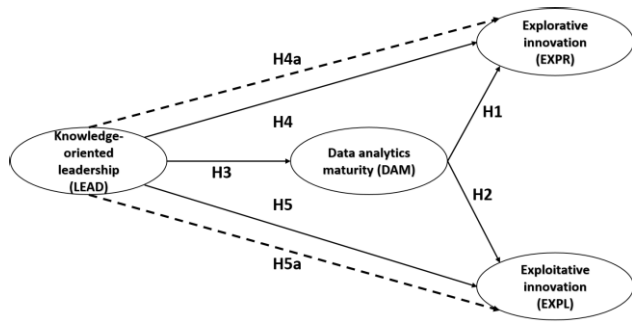 Explorative
innovation
(EXPR)
H4a
H4
H1
Knowledge-
oriented
leadership
(LEAD)
Data analytics
maturity (DAM)
H3
H5
H2
H5a
Exploitative
innovation
(EXPL)